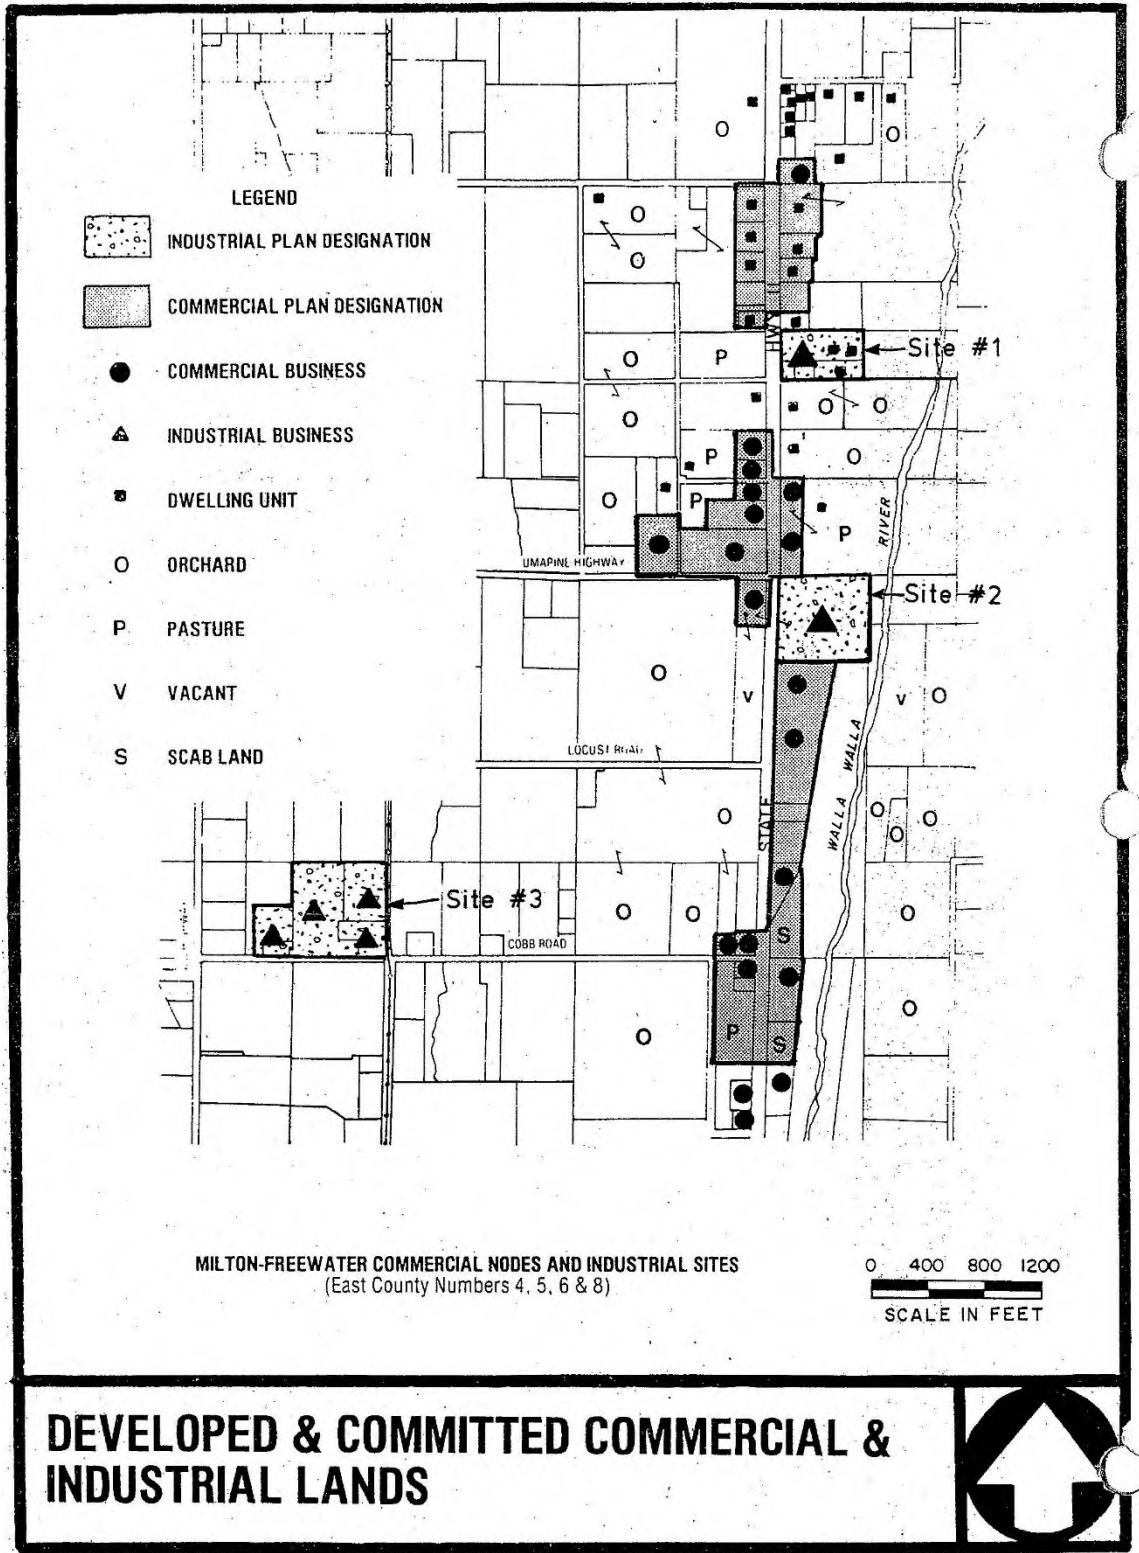 LEGEND
INDUSTRIAL PLAN DESIGNATION
COMMERCIAL PLAN DESIGNATION
COMMERCIAL BUSINESS
INDUSTRIAL BUSINESS
DWELLING UNIT
O ORCHARD
P PASTURE
V VACANT
S SCAB LAND
O
O
O
O
HWY 11
O
P
Site #1
O
O
O
P
O
O
P
P
RIVER
UMAPINE HIGHWAY
Site #2
O
V
V
O
LOCUST ROAD
WALLA WALLA
O
STATE
O
O
O
Site #3
O
O
S
O
COBB ROAD
O
P
S
O
MILTON-FREEWATER COMMERCIAL NODES AND INDUSTRIAL SITES
(East County Numbers 4, 5, 6 & 8)
0 400 800 1200
SCALE IN FEET
DEVELOPED & COMMITTED COMMERCIAL &
INDUSTRIAL LANDS